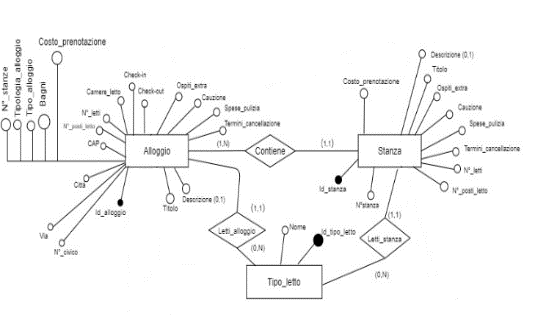 Costo_prenotazione
N°_stanze
Tipologia_alloggio
Tipo_alloggio
Bagni
Check-in
Check-out
Camere_letto
Ospiti_extra
Cauzione
Spese_pulizia
Termini_cancellazione
N°_letti
N°_posti_letto
CAP
Città
Via
N°_civico
Id_alloggio
Titolo
Descrizione (0,1)
Alloggio
(1,N)
Contiene
(1,1)
Stanza
Costo_prenotazione
Descrizione (0,1)
Titolo
Ospiti_extra
Cauzione
Spese_pulizia
Termini_cancellazione
N°_letti
N°_posti_letto
Id_stanza
N°stanza
(1,1)
Letti_alloggio
(0,N)
Nome
Id_tipo_letto
(1,1)
Letti_stanza
(0,N)
Tipo_letto